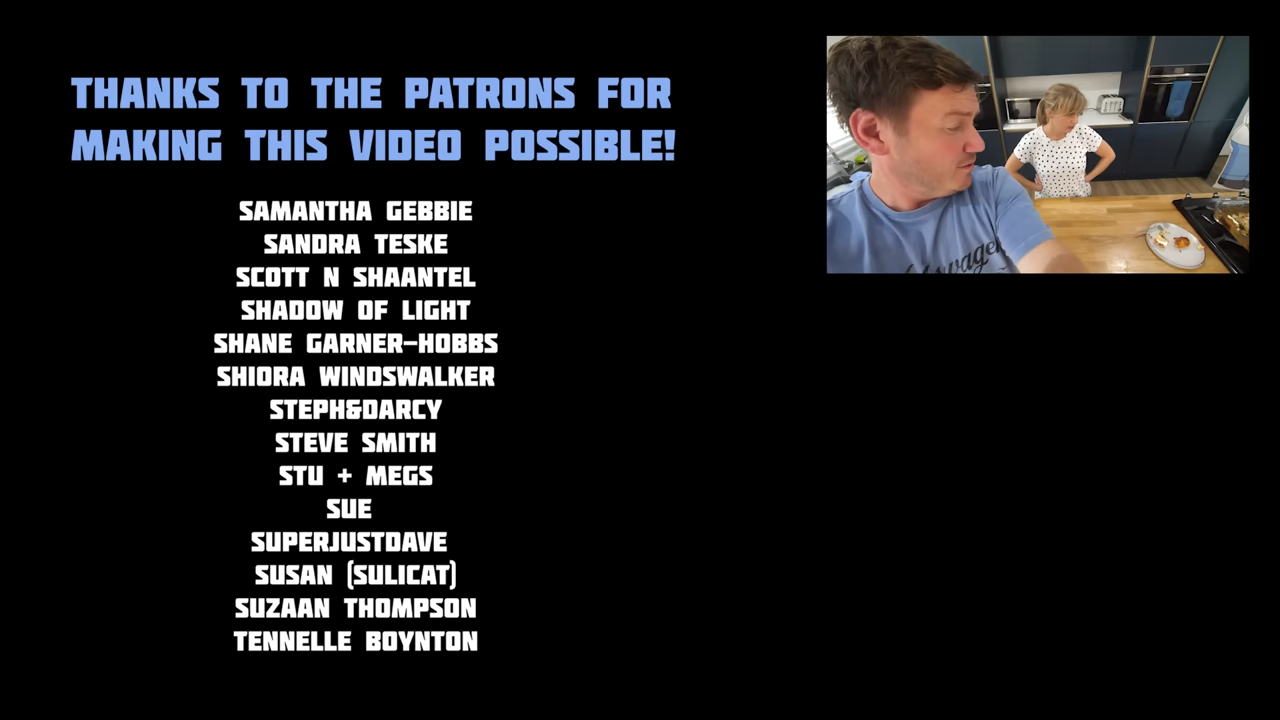 THANKS TO THE PATRONS FOR
MAKING THIS VIDEO POSSIBLE!
SAMANTHA GEBBIE
SANDRA TESKE
SCOTT N SHAANTEL
SHADOW OF LIGHT
SHANE GARNER-HOBBS
SHIORA WINDSWALKER
STEPH&DARCY
STEVE SMITH
STU + MEGS
SUE
SUPERJUSTDAVE
SUSAN (SULICAT)
SUZAAN THOMPSON
TENNELLE BOYNTON